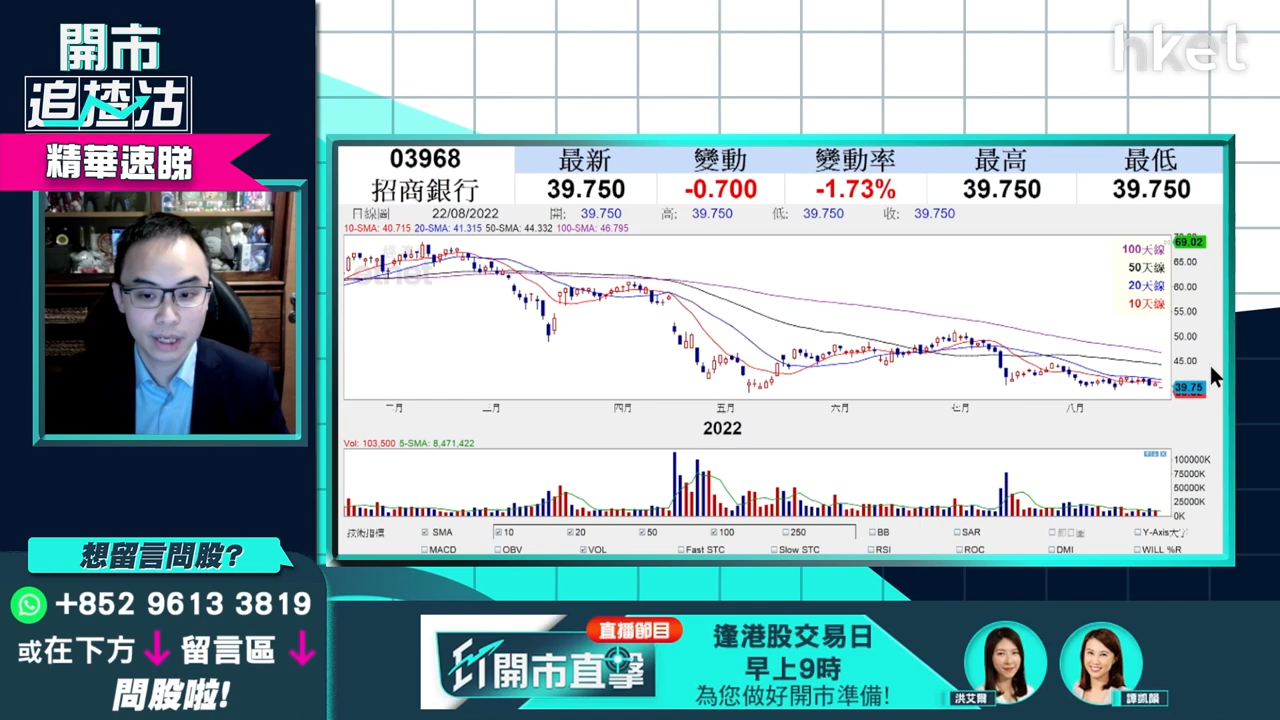 開市
追揸沽
精華速睇
hket
03968
招商銀行
最新 變動 變動率 最高 最低
39.750 -0.700 -1.73% 39.750 39.750
日線圖 22/08/2022 開: 39.750 高: 39.750 低: 39.750 收: 39.750
10-SMA: 40.715 20-SMA: 41.315 50-SMA: 44.332 100-SMA: 46.795
69.02
65.00
60.00
55.00
50.00
45.00
39.75
100天線
50天線
20天線
10天線
二月 三月 四月 五月 六月 七月 八月
2022
Vol: 103,500 5-SMA: 8,471,422
100000K
75000K
50000K
25000K
0K
技術指標 SMA 10 20 50 100 250 BB SAR Y-Axis大
MACD OBV VOL Fast STC Slow STC RSI ROC DMI WILL %R
想留言問股?
+852 9613 3819
或在下方 留言區
問股啦!
直播節目
ET開市直擊
逢港股交易日
早上9時
為您做好開市準備!
洪艾爾 譚凱韻